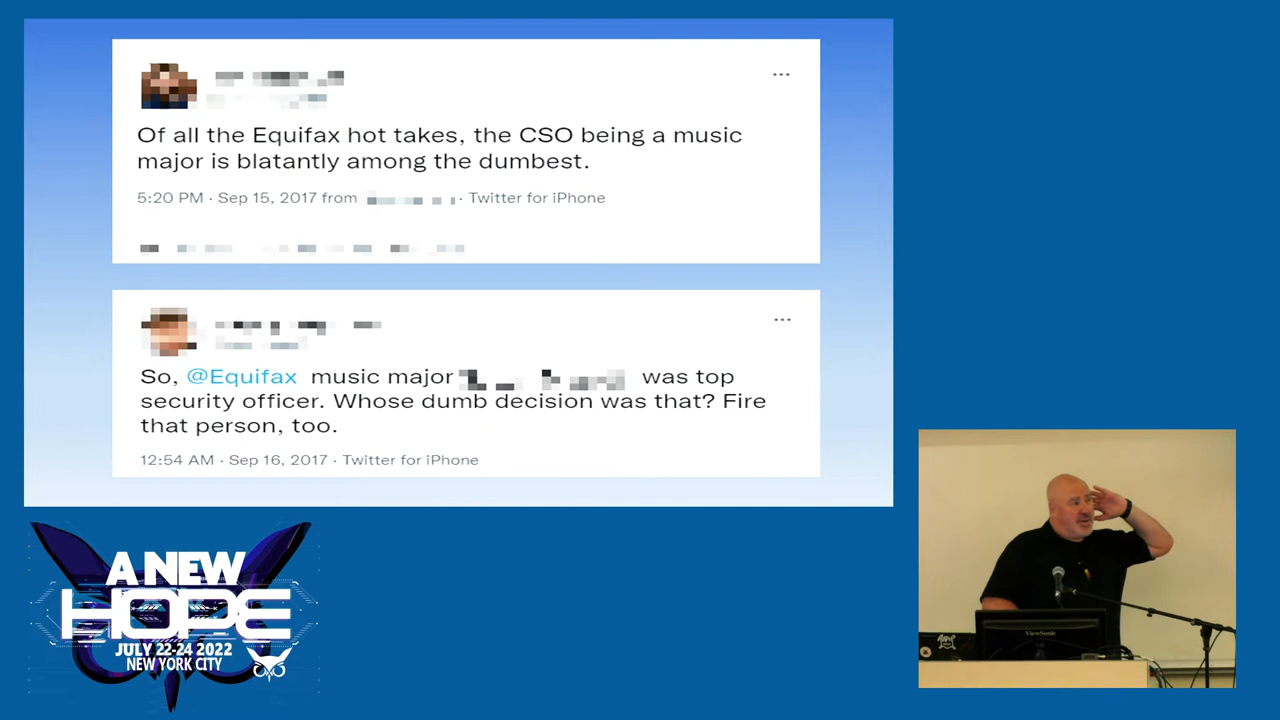 Of all the Equifax hot takes, the CSO being a music
major is blatantly among the dumbest.
5:20 PM · Sep 15, 2017 from · Twitter for iPhone
So, @Equifax music major was top
security officer. Whose dumb decision was that? Fire
that person, too.
12:54 AM · Sep 16, 2017 · Twitter for iPhone
A NEW
HOPE
JULY 22-24 2022
NEW YORK CITY
ViewSonic